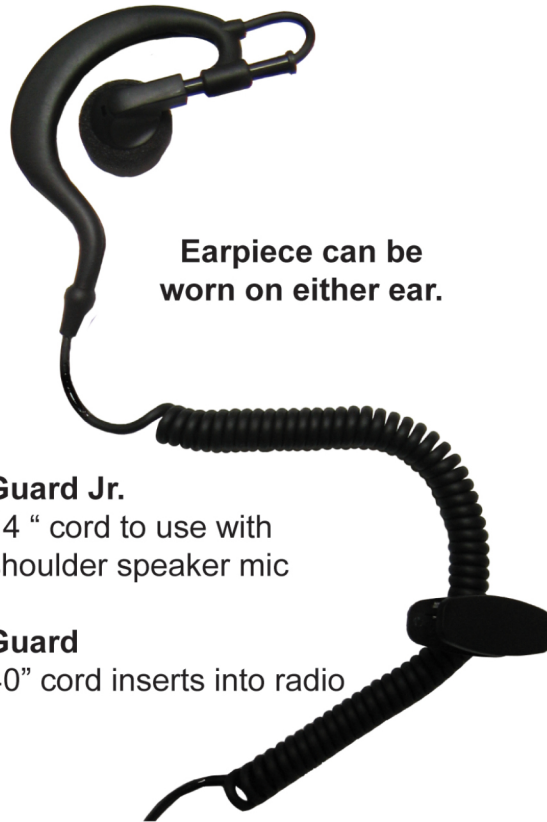 Earpiece can be
worn on either ear.
Guard Jr.
4 “ cord to use with
shoulder speaker mic
Guard
0” cord inserts into radio